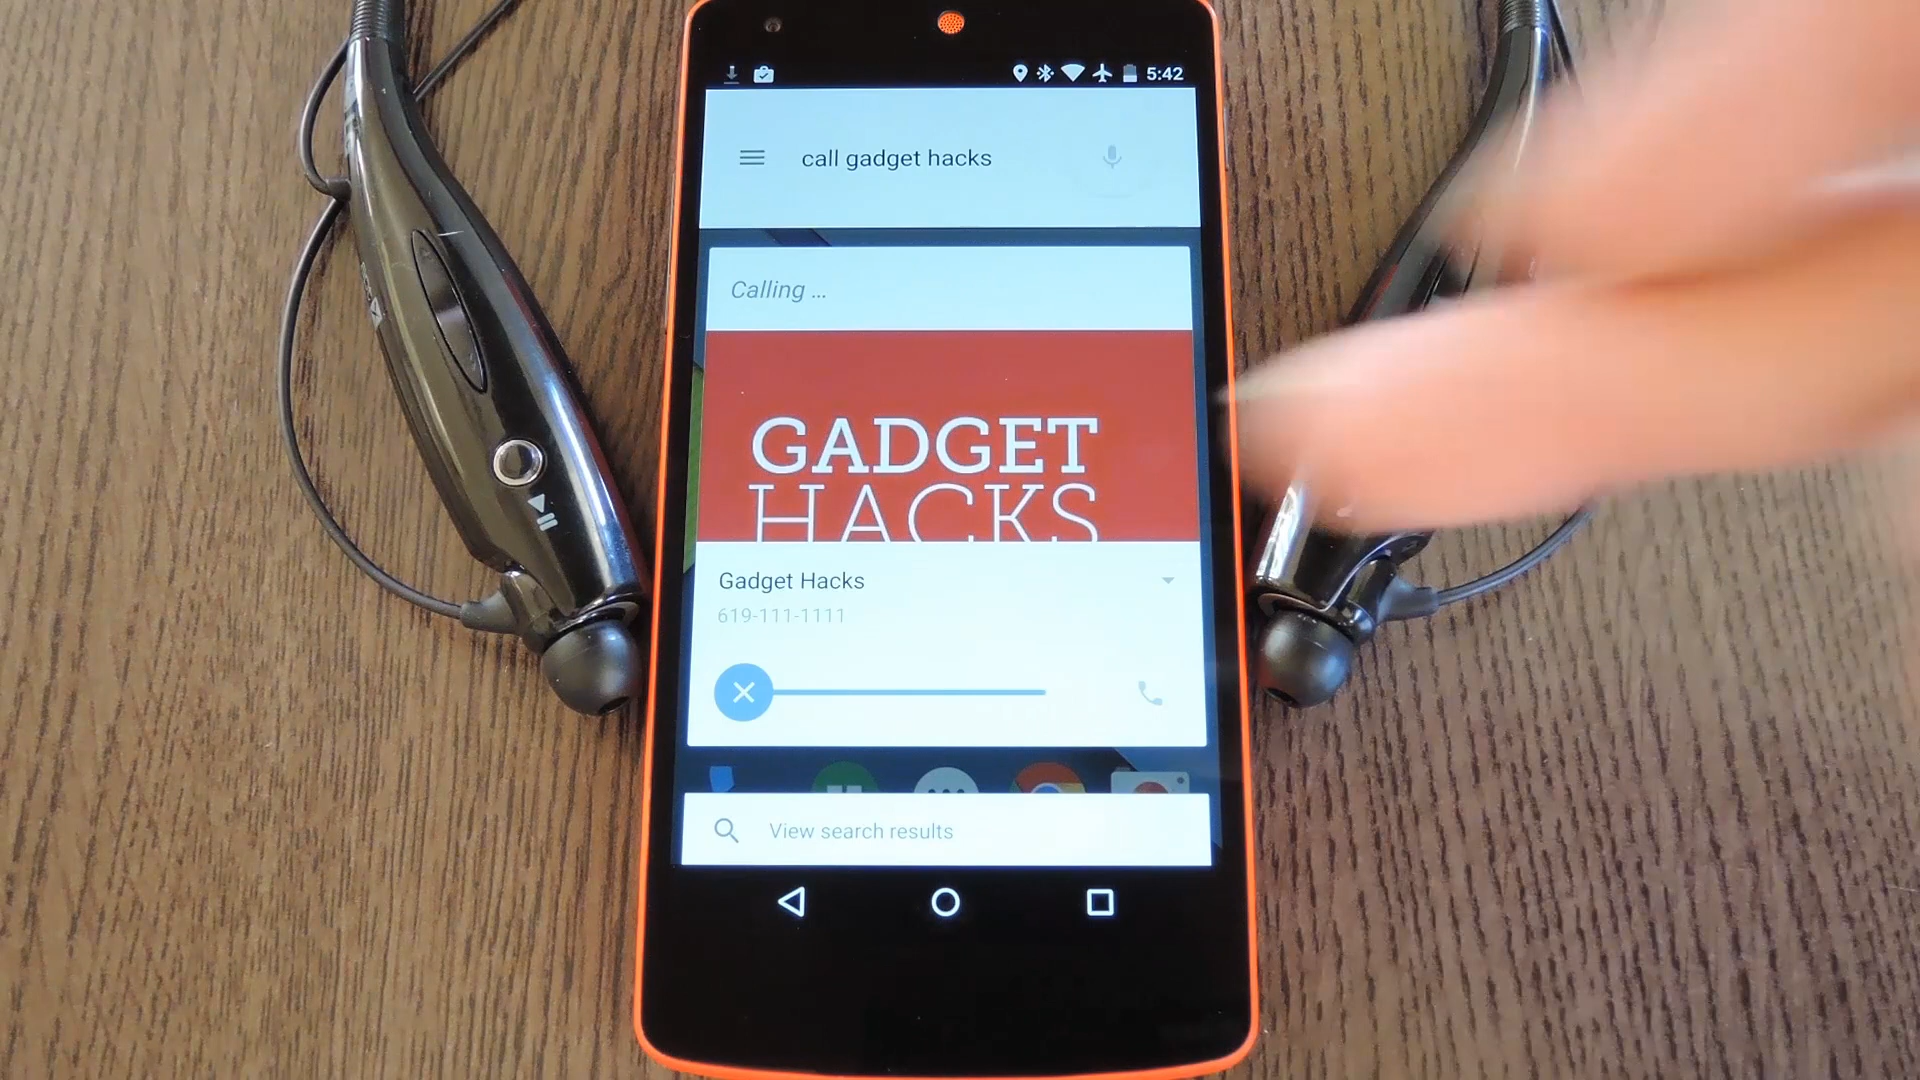 5:42
call gadget hacks
Calling ...
GADGET
HACKS
Gadget Hacks
619-111-1111
View search results